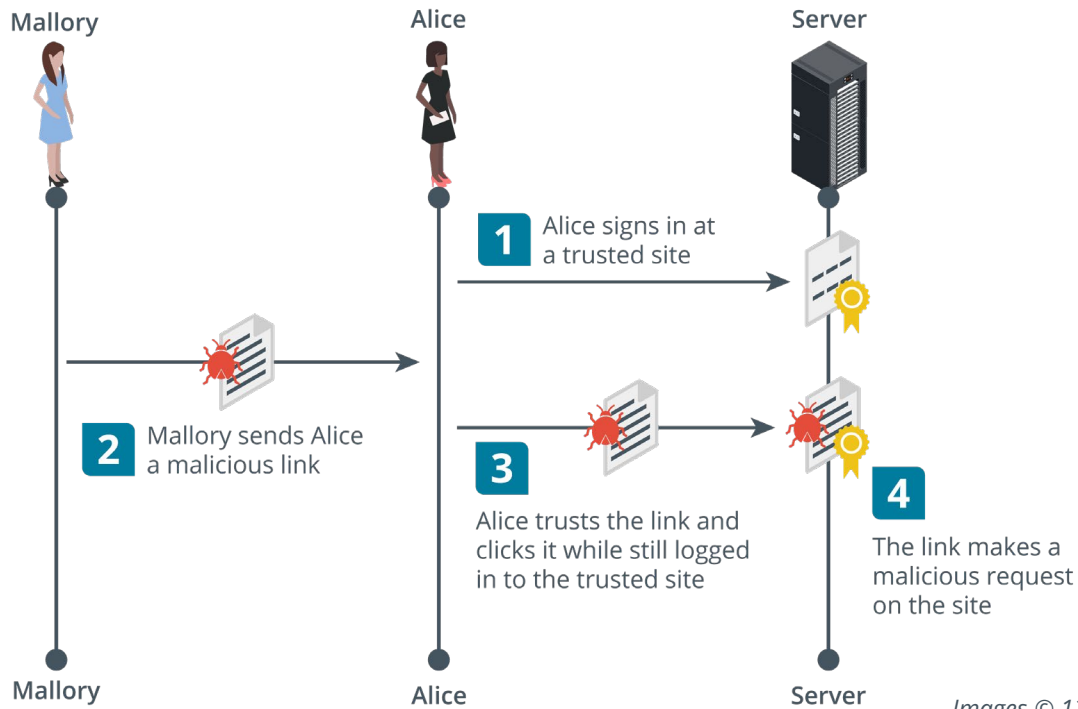 Mallory
Alice
Server
1
Alice signs in at
a trusted site
2
Mallory sends Alice
a malicious link
3
Alice trusts the link and
clicks it while still logged
in to the trusted site
4
The link makes a
malicious request
on the site
Mallory
Alice
Server
Images ©